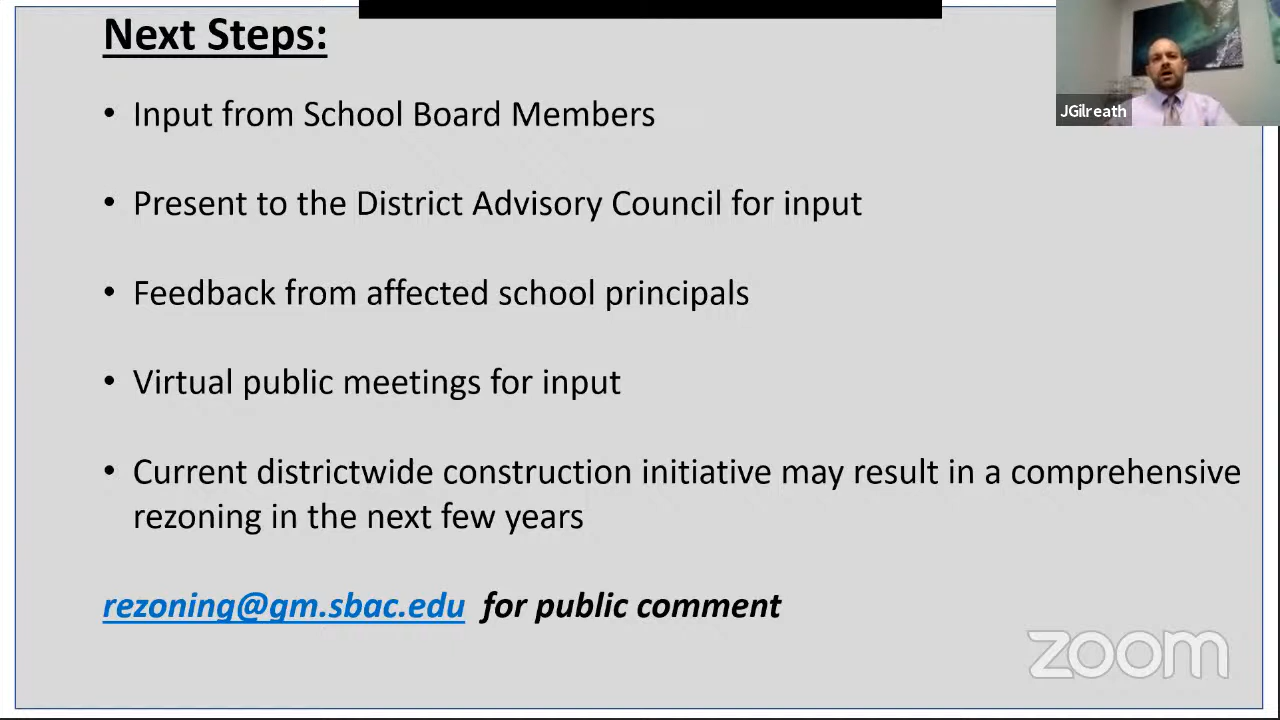 Next Steps:
JGilreath
• Input from School Board Members
• Present to the District Advisory Council for input
• Feedback from affected school principals
• Virtual public meetings for input
• Current districtwide construction initiative may result in a comprehensive
rezoning in the next few years
rezoning@gm.sbac.edu for public comment
zoom